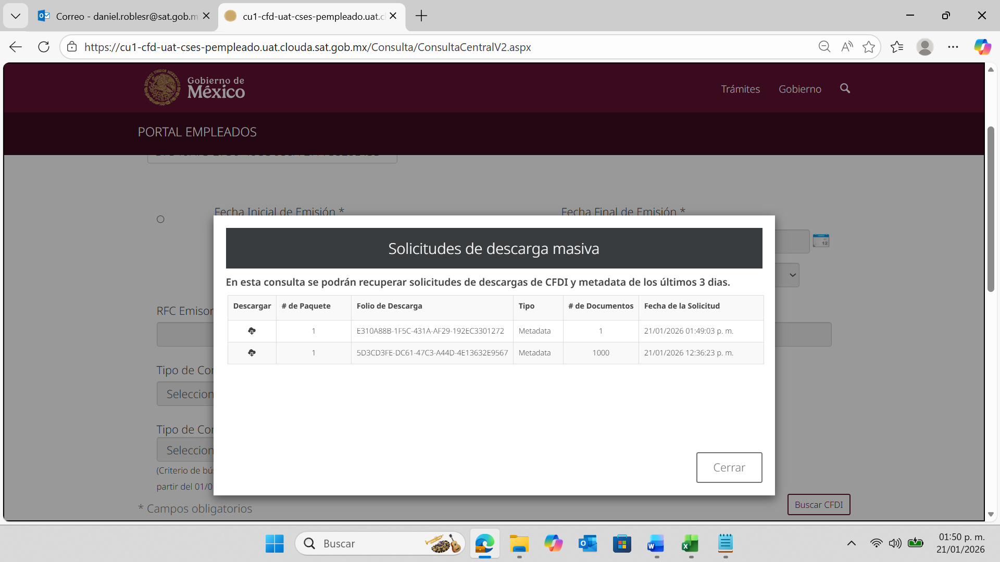 Correo - daniel.roblesr@sat.gob.m
cu1-cfd-uat-cses-pempleado.uat.cl
https://cu1-cfd-uat-cses-pempleado.uat.clouda.sat.gob.mx/Consulta/ConsultaCentralV2.aspx
Gobierno de
México
Trámites Gobierno
PORTAL EMPLEADOS
Fecha Inicial de Emisión * Fecha Final de Emisión *
Solicitudes de descarga masiva
En esta consulta se podrán recuperar solicitudes de descargas de CFDI y metadata de los últimos 3 dias.
Descargar # de Paquete Folio de Descarga Tipo # de Documentos Fecha de la Solicitud
1 E310A88B-1F5C-431A-AF29-192EC3301272 Metadata 1 21/01/2026 01:49:03 p. m.
1 5D3CD3FE-DC61-47C3-A44D-4E13632E9567 Metadata 1000 21/01/2026 12:36:23 p. m.
RFC Emisor
Tipo de Cor
Seleccion
Tipo de Cor
Seleccion
(Criterio de bú
partir del 01/0
Cerrar
* Campos obligatorios
Buscar CFDI
Buscar
01:50 p. m.
21/01/2026